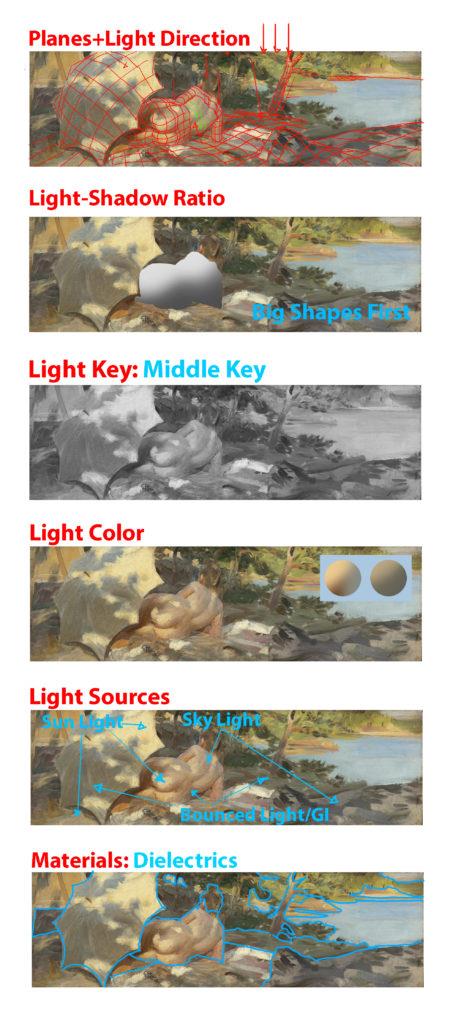 Planes+Light Direction
Light-Shadow Ratio
Big Shapes First
Light Key: Middle Key
Light Color
Light Sources
Sun Light
Sky Light
Bounced Light/GI
Materials: Dielectrics